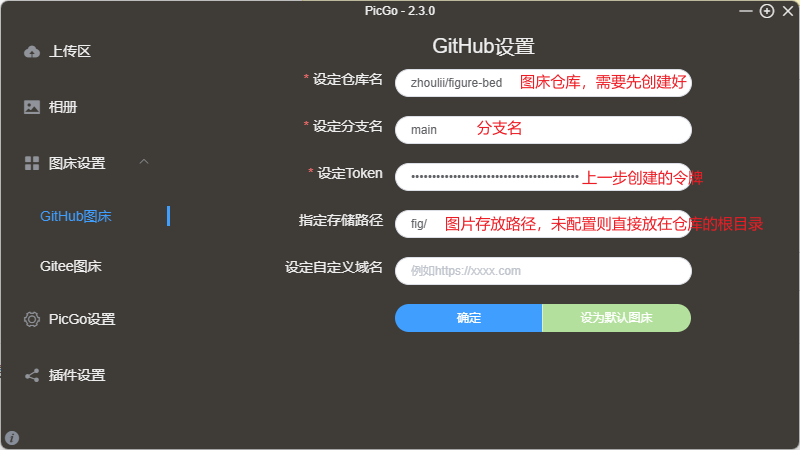 PicGo - 2.3.0
上传区
相册
图床设置
GitHub图床
Gitee图床
PicGo设置
插件设置
GitHub设置
* 设定仓库名 zhoulii/figure-bed 图床仓库，需要先创建好
* 设定分支名 main 分支名
* 设定Token •••••••••••••••••••••••••••••••••••••••• 上一步创建的令牌
指定存储路径 fig/ 图片存放路径，未配置则直接放在仓库的根目录
设定自定义域名 例如https://xxxx.com
确定 设为默认图床